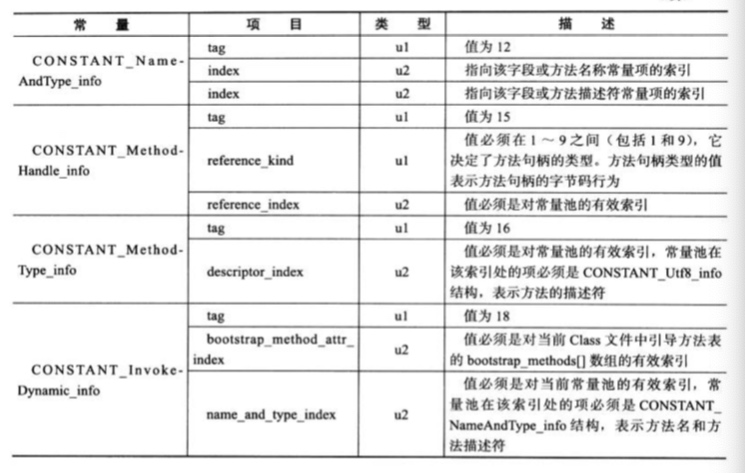 常 量 项 目 类 型 描 述
CONSTANT_Name-
AndType_info
tag u1 值为 12
index u2 指向该字段或方法名称常量项的索引
index u2 指向该字段或方法描述符常量项的索引
CONSTANT_Method-
Handle_info
tag u1 值为 15
reference_kind u1 值必须在 1 ~ 9 之间（包括 1 和 9），它
决定了方法句柄的类型。方法句柄类型的值
表示方法句柄的字节码行为
reference_index u2 值必须是对常量池的有效索引
CONSTANT_Method-
Type_info
tag u1 值为 16
descriptor_index u2 值必须是对常量池的有效索引，常量池在
该索引处的项必须是 CONSTANT_Utf8_info
结构，表示方法的描述符
CONSTANT_Invoke-
Dynamic_info
tag u1 值为 18
bootstrap_method_attr_
index u2 值必须是对当前 Class 文件中引导方法表
的 bootstrap_methods[] 数组的有效索引
name_and_type_index u2 值必须是对当前常量池的有效索引，常
量池在该索引处的项必须是 CONSTANT_
NameAndType_info 结构，表示方法名和方
法描述符